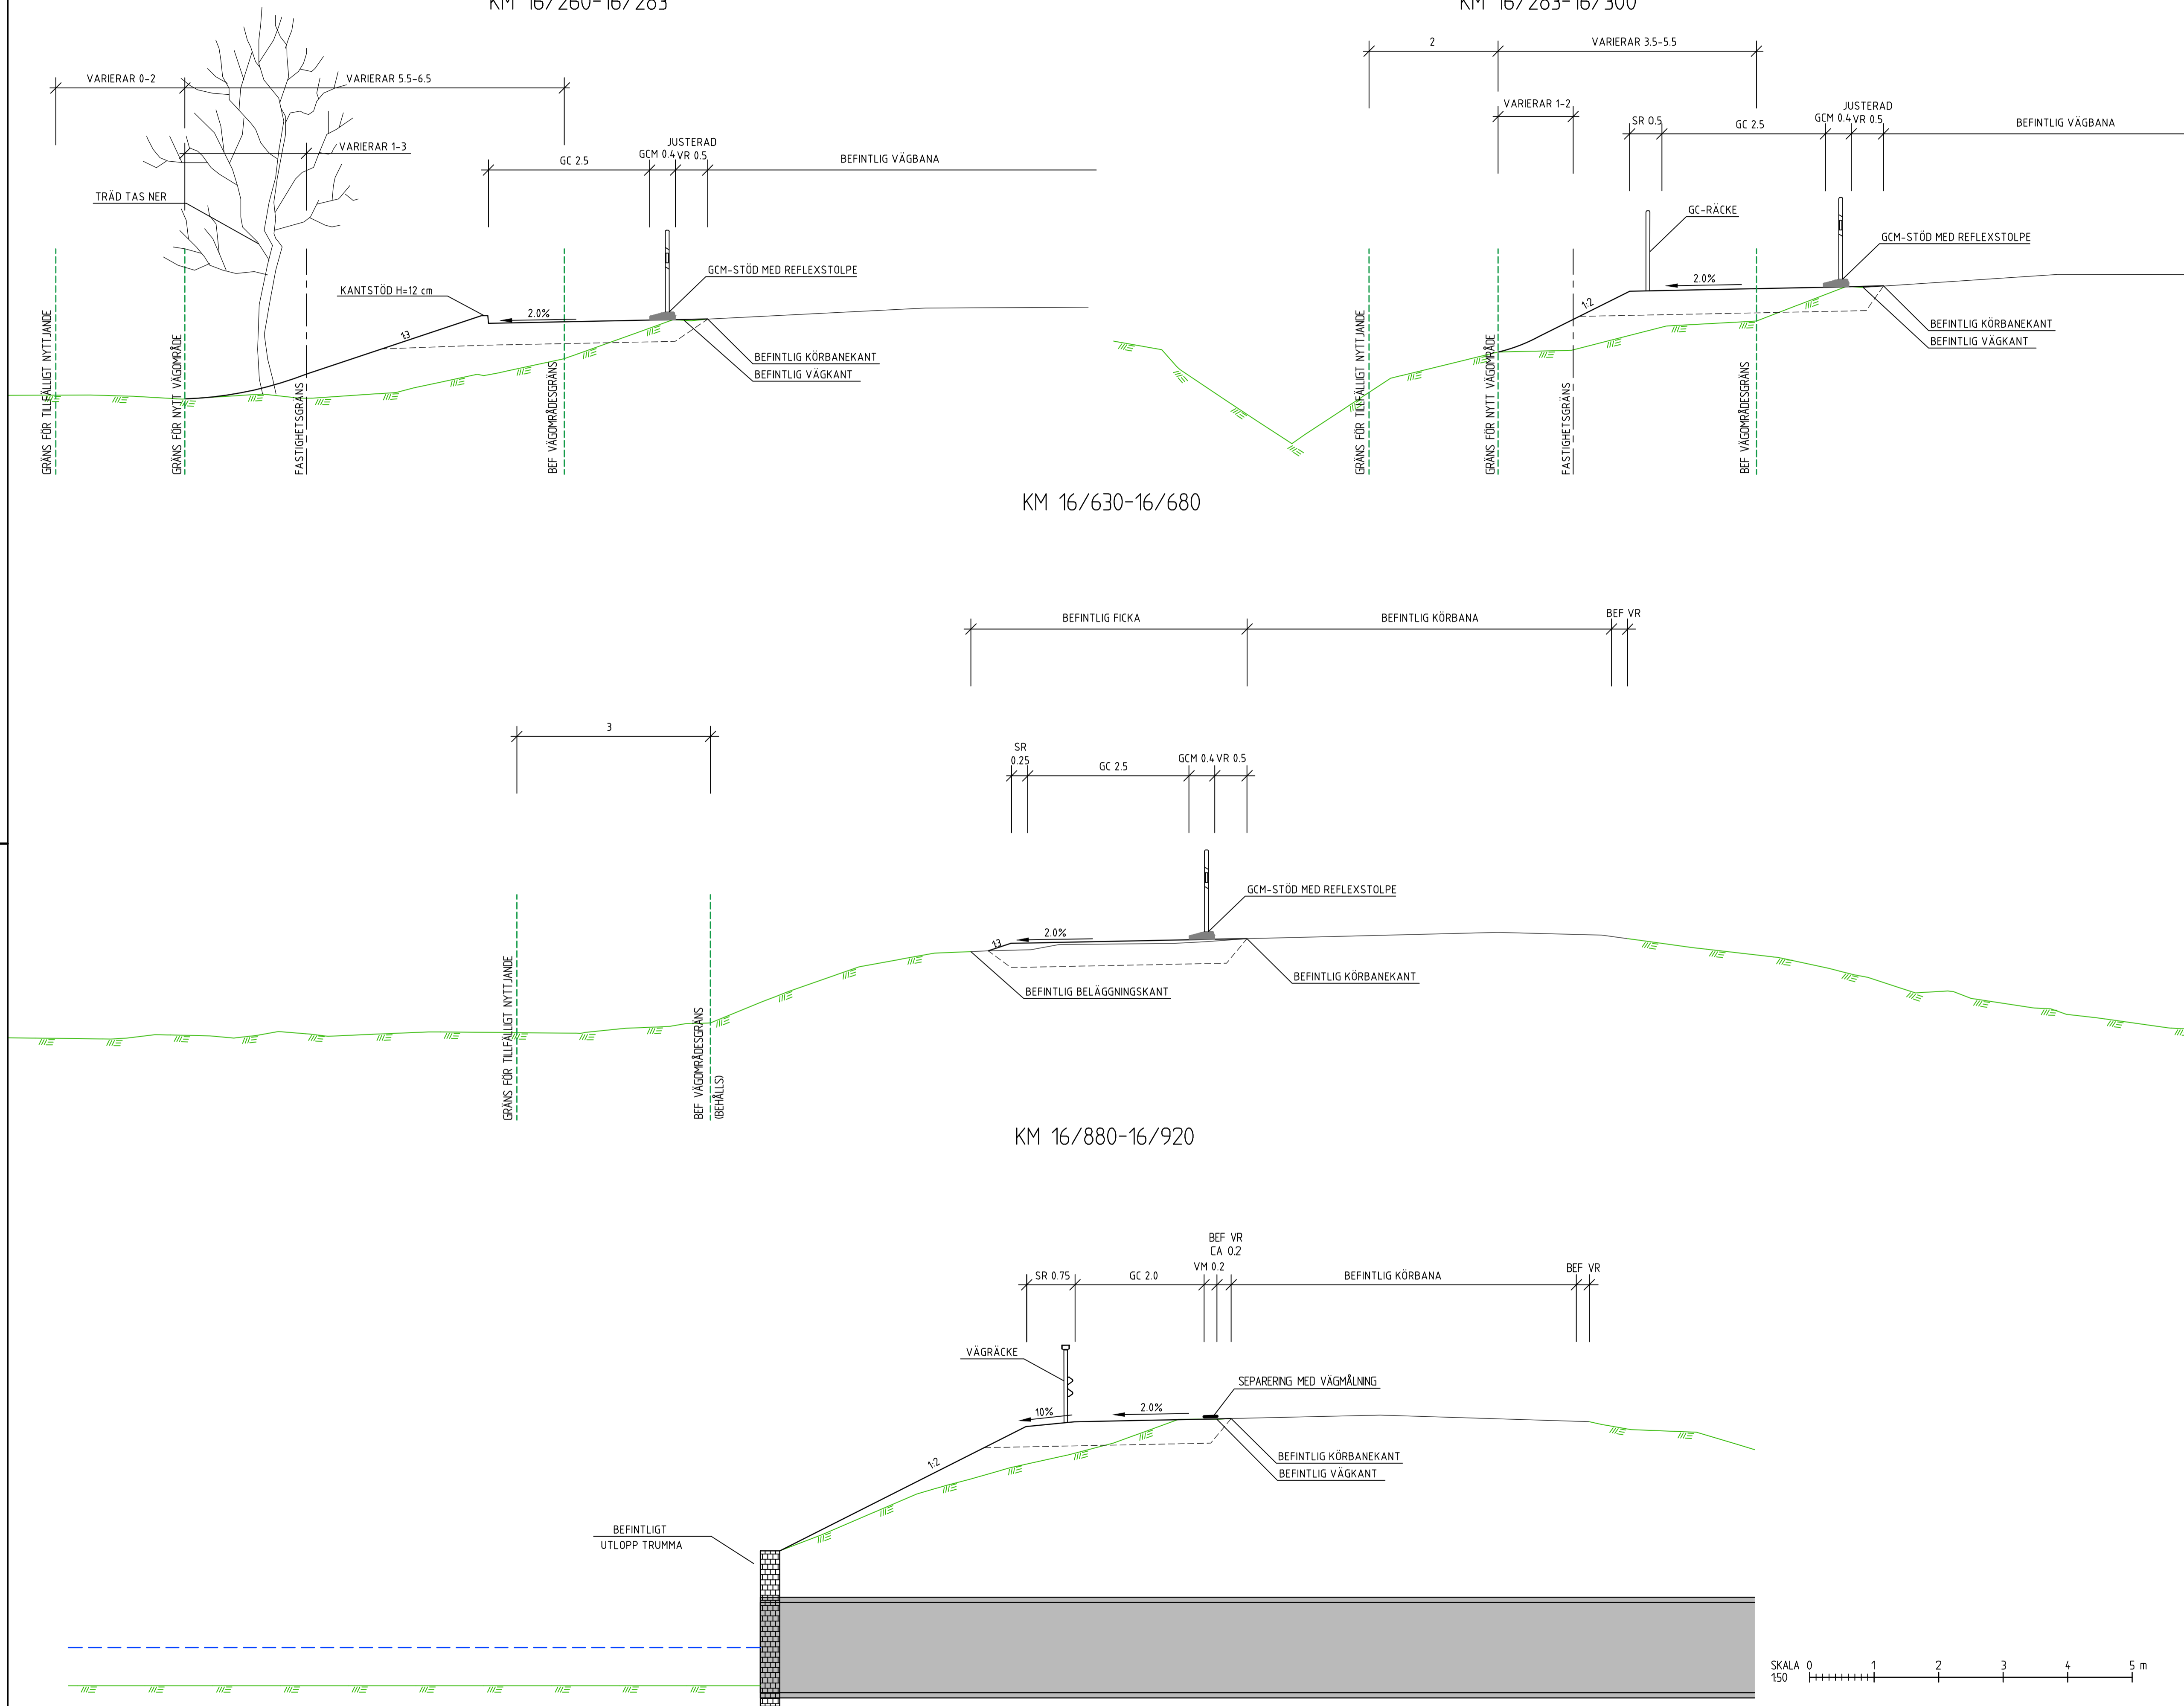 KM 16/260-16/283
KM 16/283-16/300
VARIERAR 0-2
VARIERAR 5.5-6.5
VARIERAR 1-3
TRÄD TAS NER
GC 2.5
GCM 0.4
JUSTERAD
VR 0.5
BEFINTLIG VÄGBANA
KANTSTÖD H=12 cm
2.0%
13
GCM-STÖD MED REFLEXSTOLPE
BEFINTLIG KÖRBANEKANT
BEFINTLIG VÄGKANT
GRÄNS FÖR TILLFÄLLIGT NYTTJANDE
GRÄNS FÖR NYTT VÄGOMRÅDE
FASTIGHETSGRÄNS
BEF VÄGOMRÅDESGRÄNS
2
VARIERAR 3.5-5.5
VARIERAR 1-2
SR 0.5
GC 2.5
GCM 0.4
JUSTERAD
VR 0.5
BEFINTLIG VÄGBANA
GC-RÄCKE
GCM-STÖD MED REFLEXSTOLPE
2.0%
1:2
BEFINTLIG KÖRBANEKANT
BEFINTLIG VÄGKANT
GRÄNS FÖR TILLFÄLLIGT NYTTJANDE
GRÄNS FÖR NYTT VÄGOMRÅDE
FASTIGHETSGRÄNS
BEF VÄGOMRÅDESGRÄNS
KM 16/630-16/680
BEFINTLIG FICKA
BEFINTLIG KÖRBANA
BEF VR
3
SR
0.25
GC 2.5
GCM 0.4
VR 0.5
GCM-STÖD MED REFLEXSTOLPE
13
2.0%
BEFINTLIG KÖRBANEKANT
BEFINTLIG BELÄGGNINGSKANT
GRÄNS FÖR TILLFÄLLIGT NYTTJANDE
BEF VÄGOMRÅDESGRÄNS
(BEHÅLLS)
KM 16/880-16/920
BEF VR
CA 0.2
SR 0.75
GC 2.0
VM 0.2
BEFINTLIG KÖRBANA
BEF VR
VÄGRÄCKE
SEPARERING MED VÄGMÅLNING
10%
2.0%
1:2
BEFINTLIG KÖRBANEKANT
BEFINTLIG VÄGKANT
BEFINTLIGT
UTLOPP TRUMMA
SKALA 0 1 2 3 4 5 m
1:50